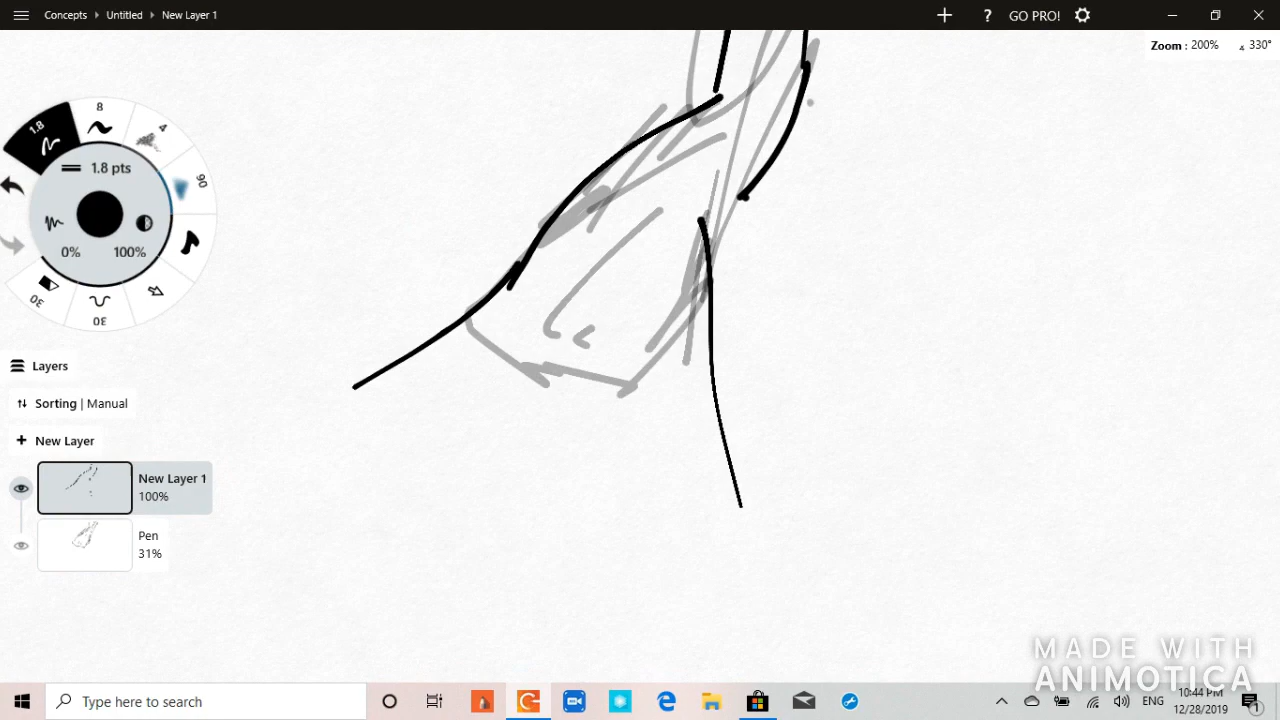 Concepts > Untitled > New Layer 1
+ ? GO PRO!
Zoom : 200% 330°
1.8
8
4
90
1.8 pts
0% 100%
30
30
Layers
Sorting | Manual
+ New Layer
New Layer 1
100%
Pen
31%
MADE WITH
ANIMOTICA
Type here to search
ENG
10:44 PM
12/28/2019
1